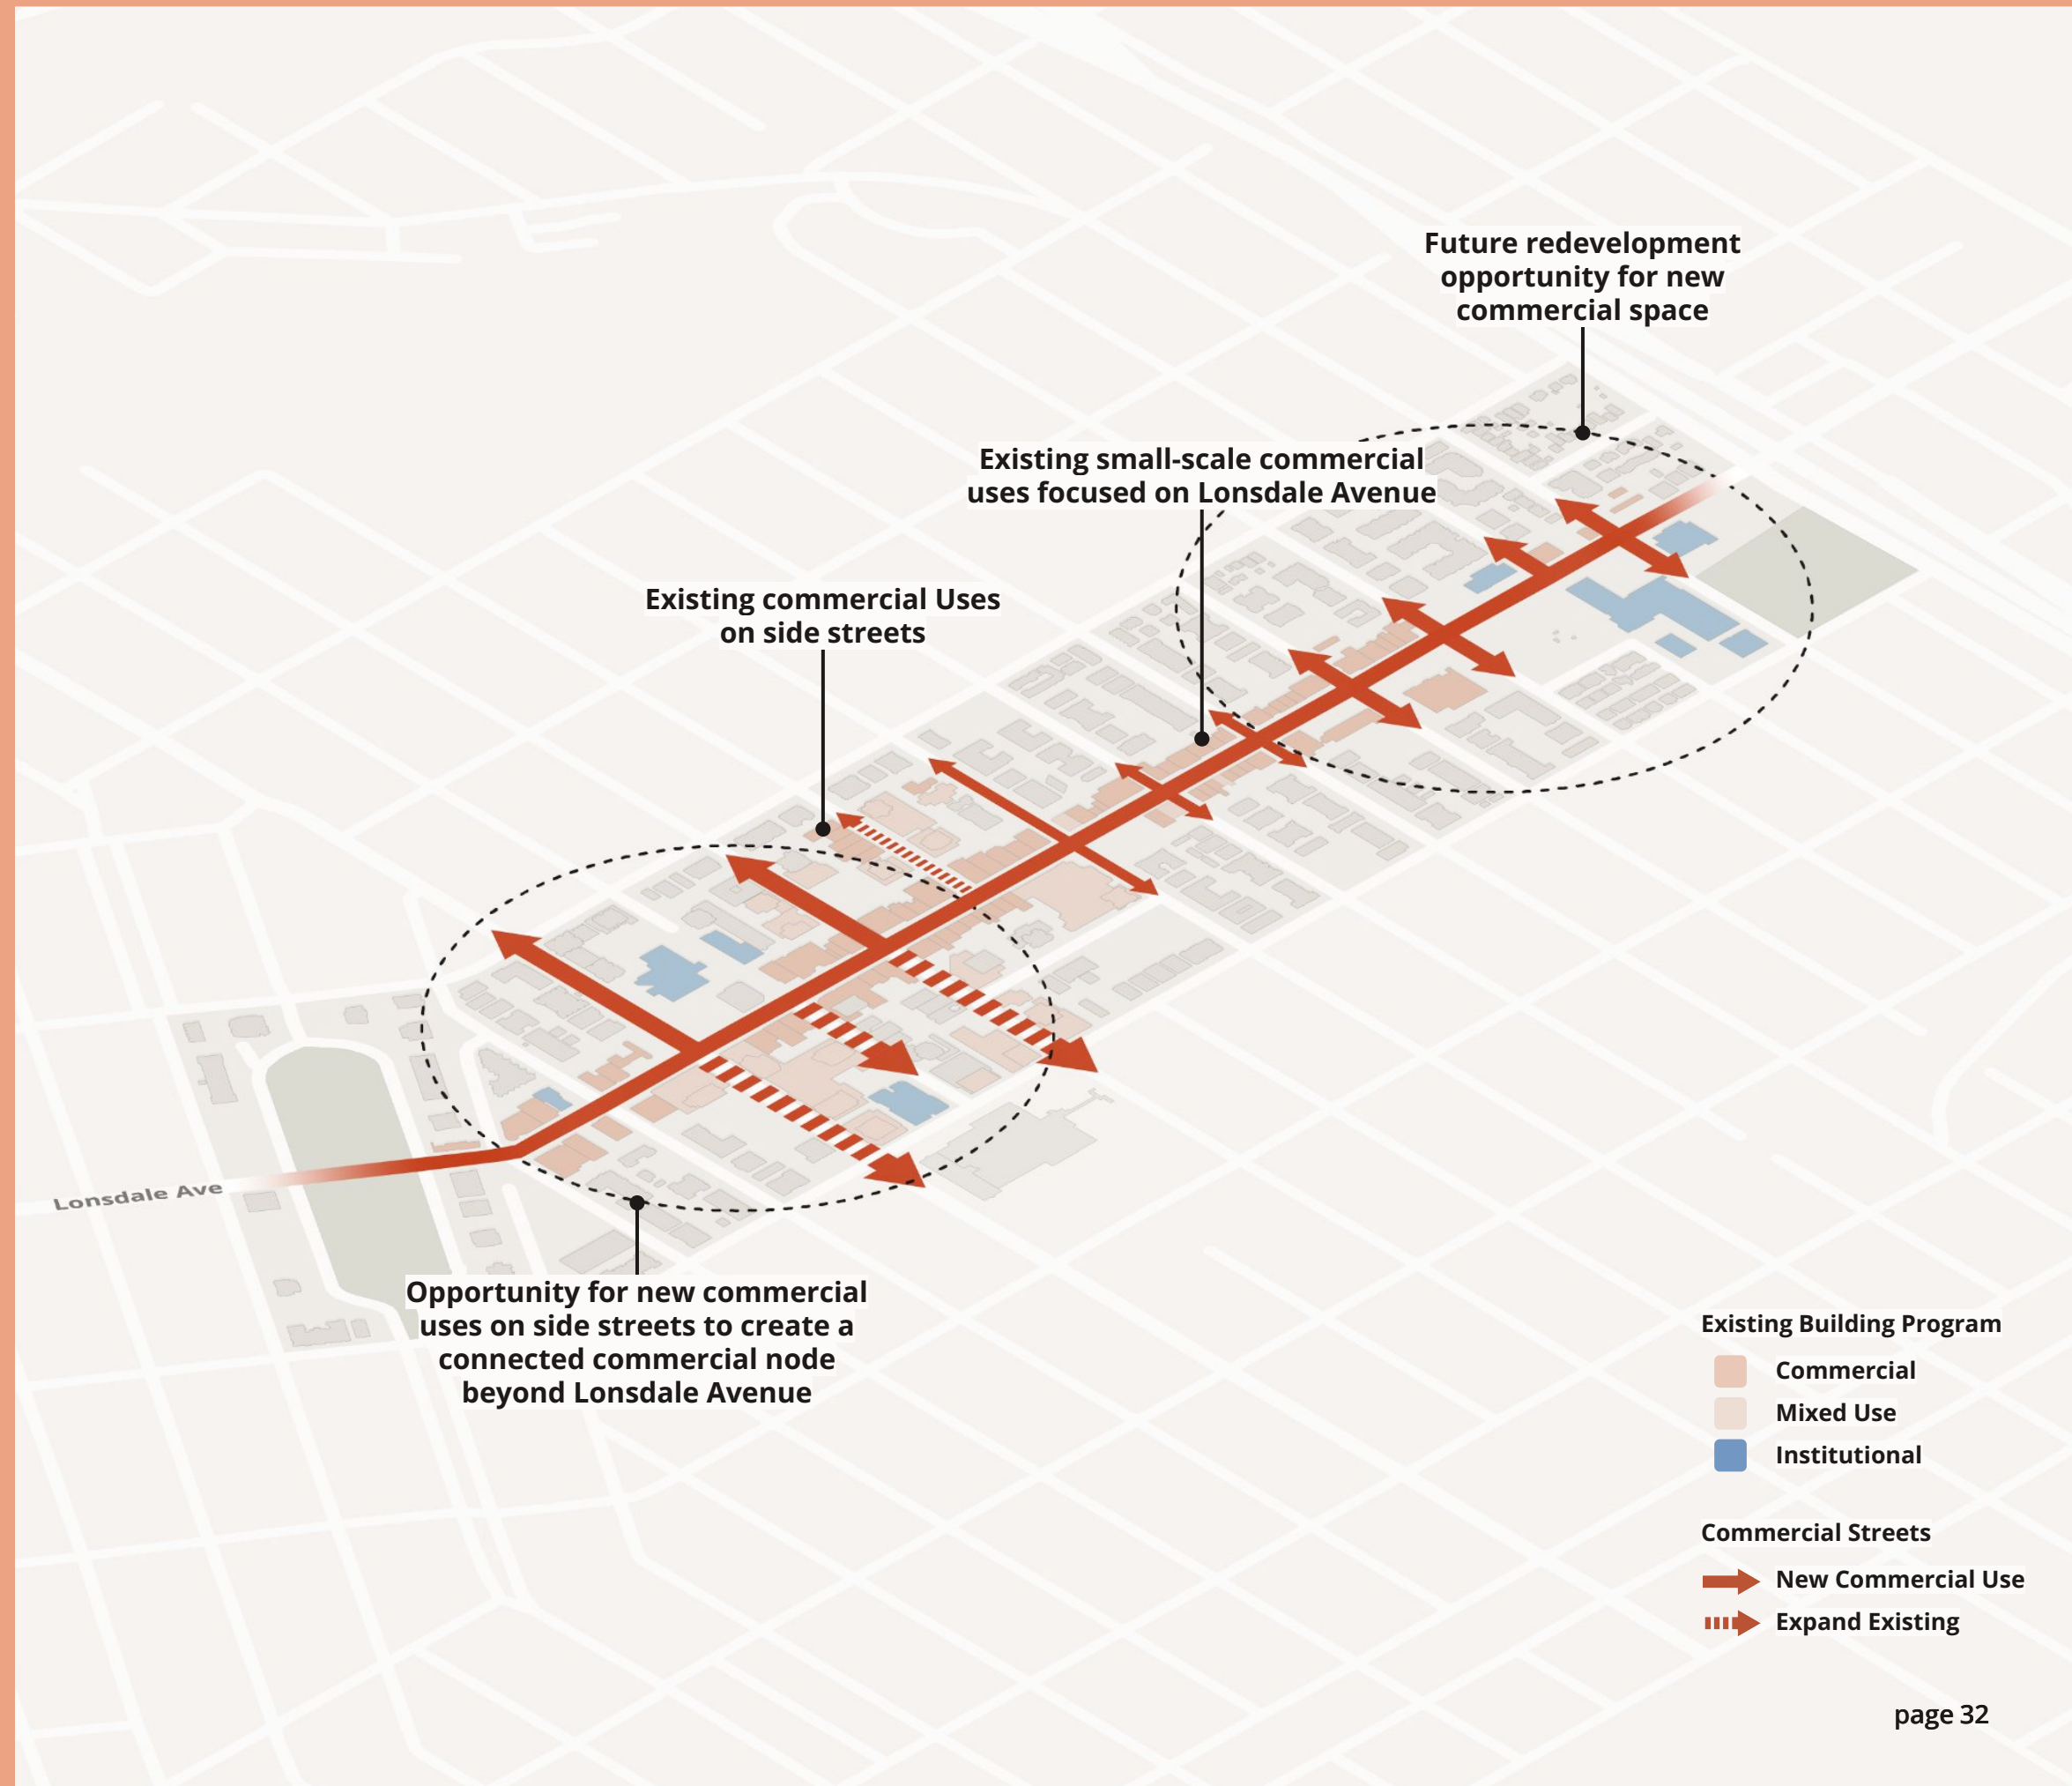 Future redevelopment
opportunity for new
commercial space
Existing small-scale commercial
uses focused on Lonsdale Avenue
Existing commercial Uses
on side streets
Lonsdale Ave
Opportunity for new commercial
uses on side streets to create a
connected commercial node
beyond Lonsdale Avenue
Existing Building Program
Commercial
Mixed Use
Institutional
Commercial Streets
New Commercial Use
Expand Existing
page 32